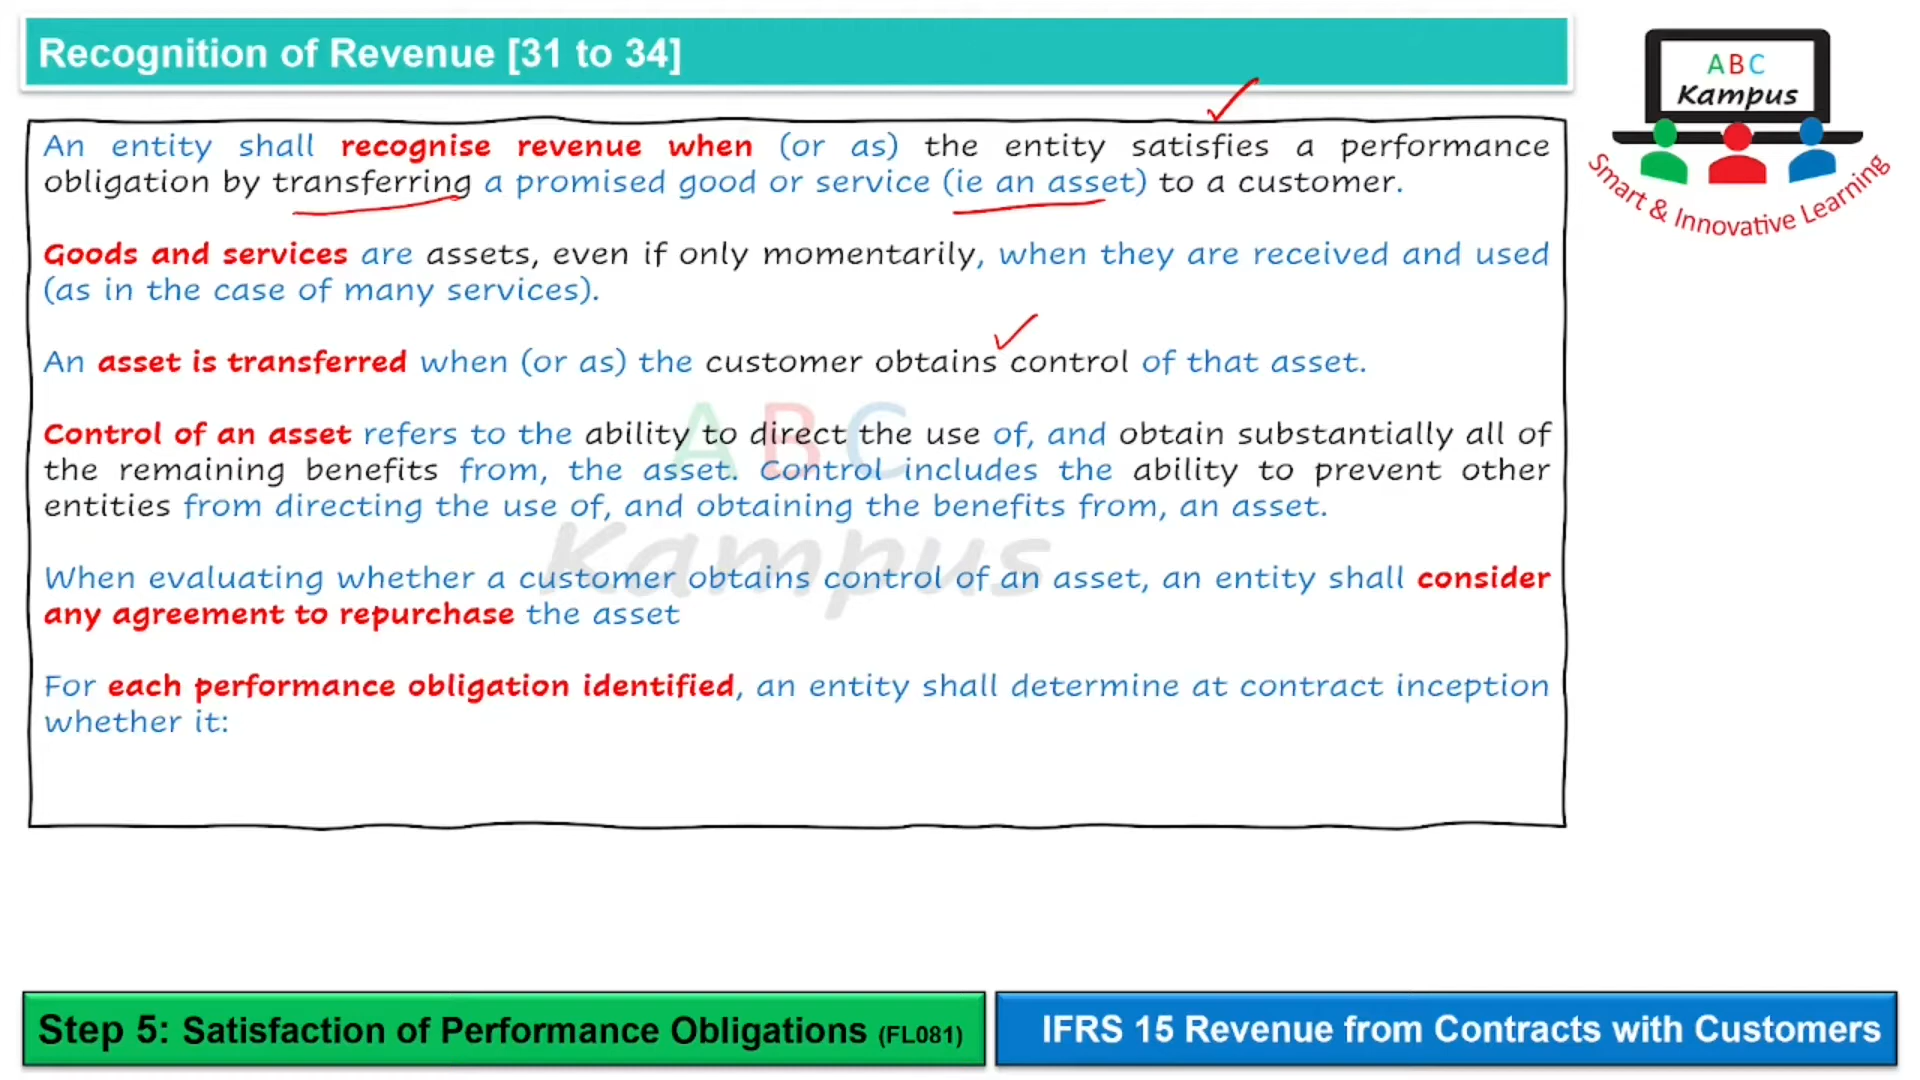 Recognition of Revenue [31 to 34]
ABC
Kampus
Smart & Innovative Learning
An entity shall recognise revenue when (or as) the entity satisfies a performance
obligation by transferring a promised good or service (ie an asset) to a customer.
Goods and services are assets, even if only momentarily, when they are received and used
(as in the case of many services).
An asset is transferred when (or as) the customer obtains control of that asset.
Control of an asset refers to the ability to direct the use of, and obtain substantially all of
the remaining benefits from, the asset. Control includes the ability to prevent other
entities from directing the use of, and obtaining the benefits from, an asset.
When evaluating whether a customer obtains control of an asset, an entity shall consider
any agreement to repurchase the asset
For each performance obligation identified, an entity shall determine at contract inception
whether it:
ABC
Kampus
Step 5: Satisfaction of Performance Obligations (FL081)
IFRS 15 Revenue from Contracts with Customers